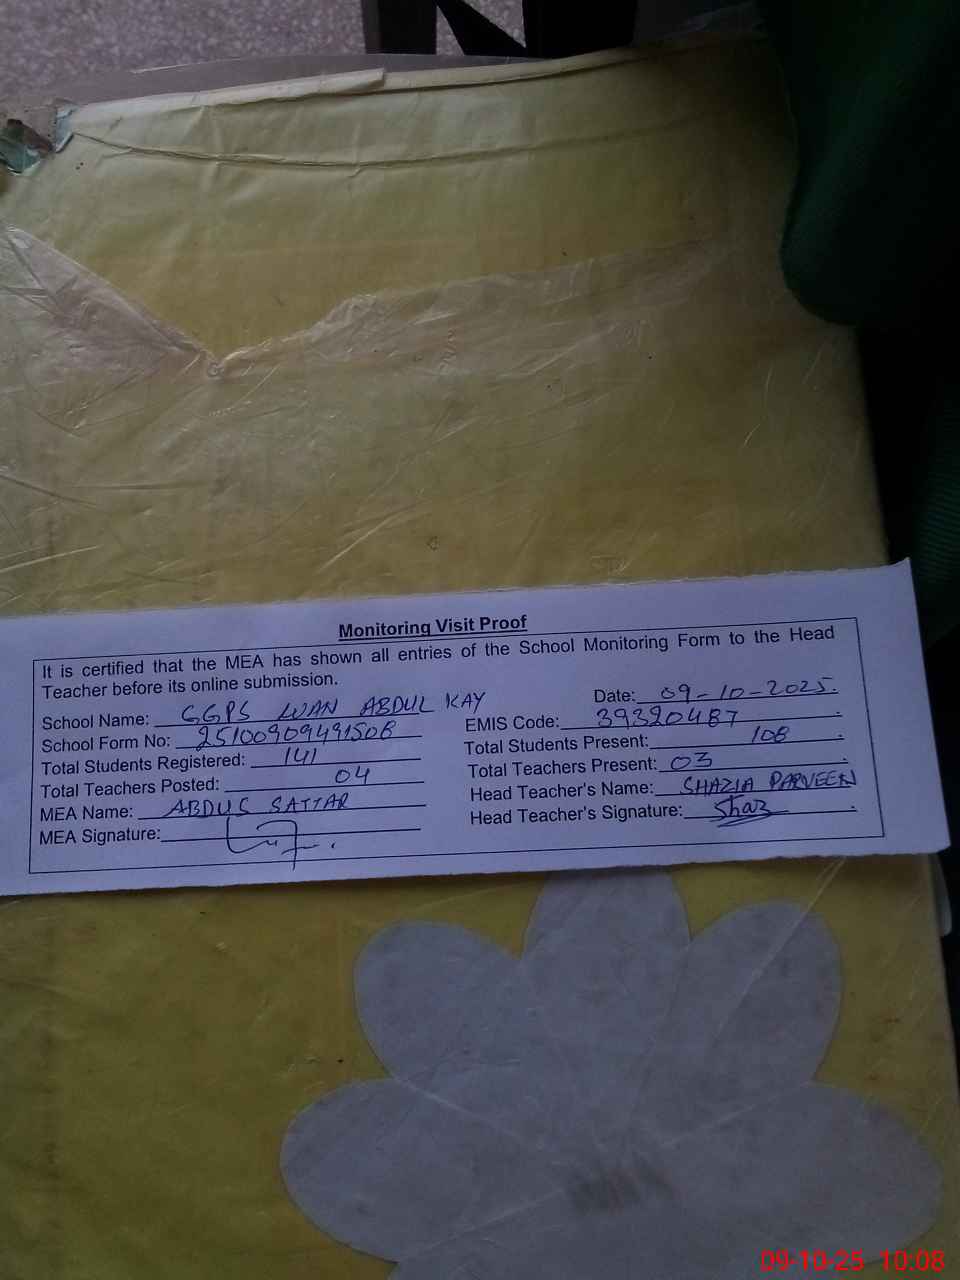 Monitoring Visit Proof
It is certified that the MEA has shown all entries of the School Monitoring Form to the Head
Teacher before its online submission.
School Name: GGPS WAN ABDUL KAY
Date: 09-10-2025.
School Form No: 25100909491508
EMIS Code: 39320487
Total Students Registered: 141
Total Students Present: 108
Total Teachers Posted: 04
Total Teachers Present: 03
MEA Name: ABDUS SATTAR
Head Teacher's Name: SHAZIA PARVEEN
MEA Signature:
Head Teacher's Signature: Shaz
09-10-25 10:08